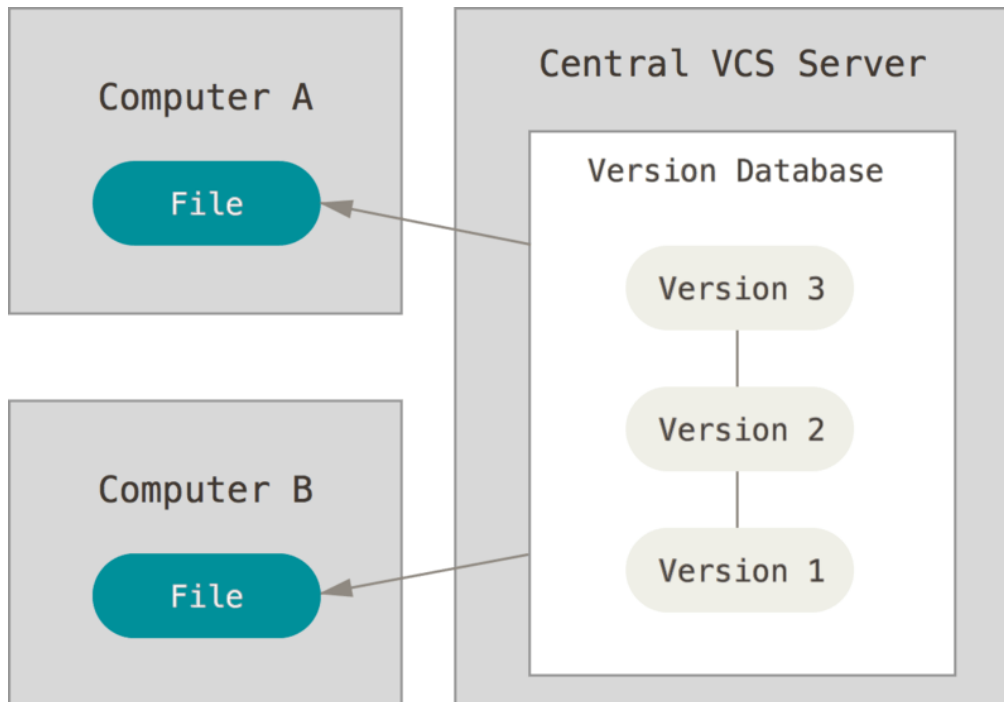 Computer A
File
Computer B
File
Central VCS Server
Version Database
Version 3
Version 2
Version 1